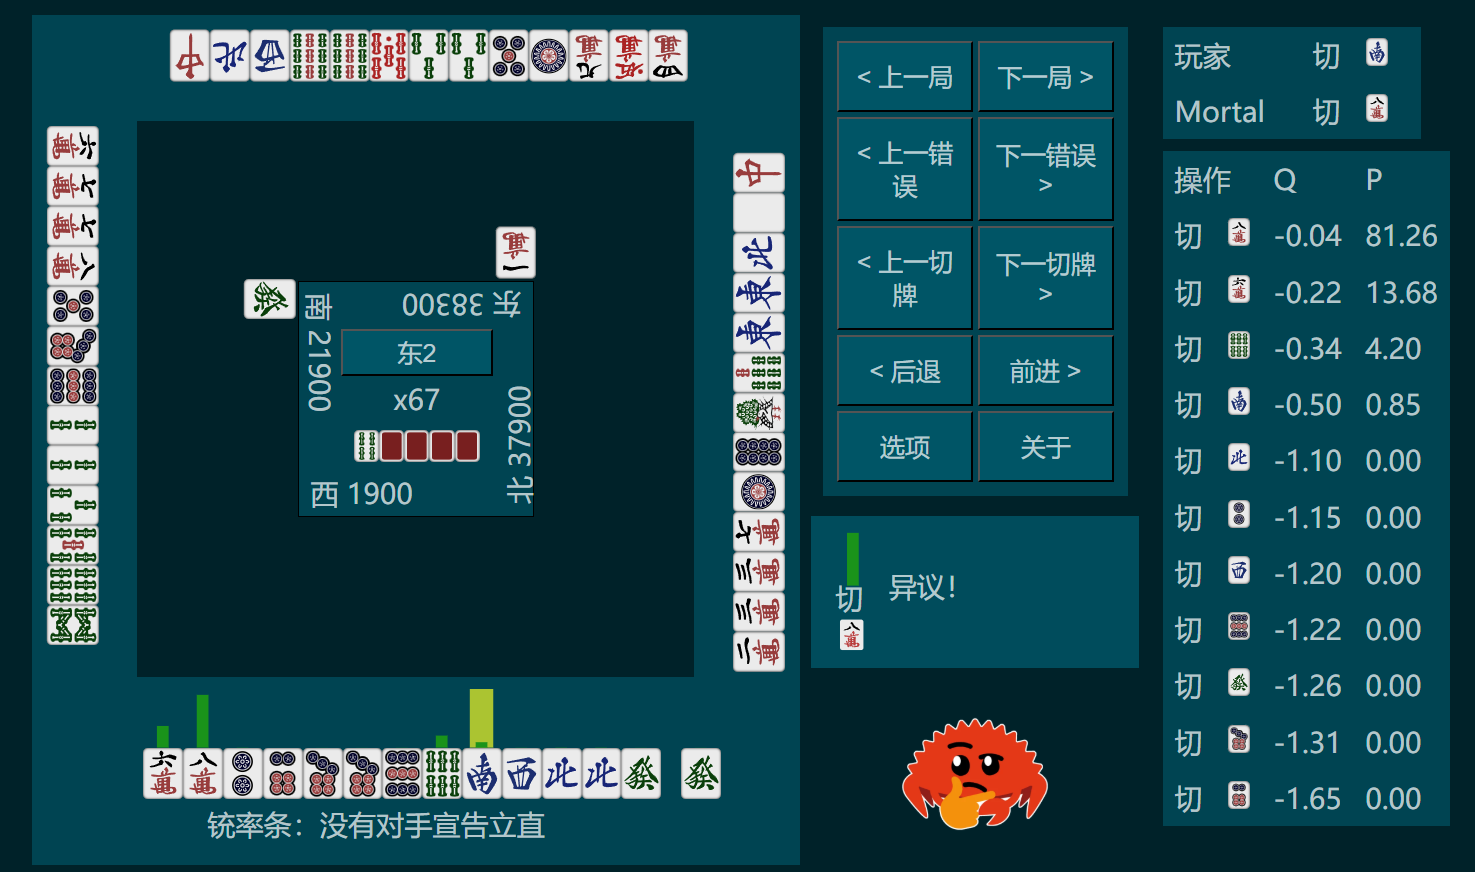 < 上一局
下一局 >
< 上一错误
下一错误 >
< 上一切牌
下一切牌 >
< 后退
前进 >
选项
关于
玩家 切
Mortal 切
操作 Q P
切 -0.04 81.26
切 -0.22 13.68
切 -0.34 4.20
切 -0.50 0.85
切 -1.10 0.00
切 -1.15 0.00
切 -1.20 0.00
切 -1.22 0.00
切 -1.26 0.00
切 -1.31 0.00
切 -1.65 0.00
东 38300
南 21900
东2
x67
北 37900
西 1900
切
异议!
铳率条：没有对手宣告立直